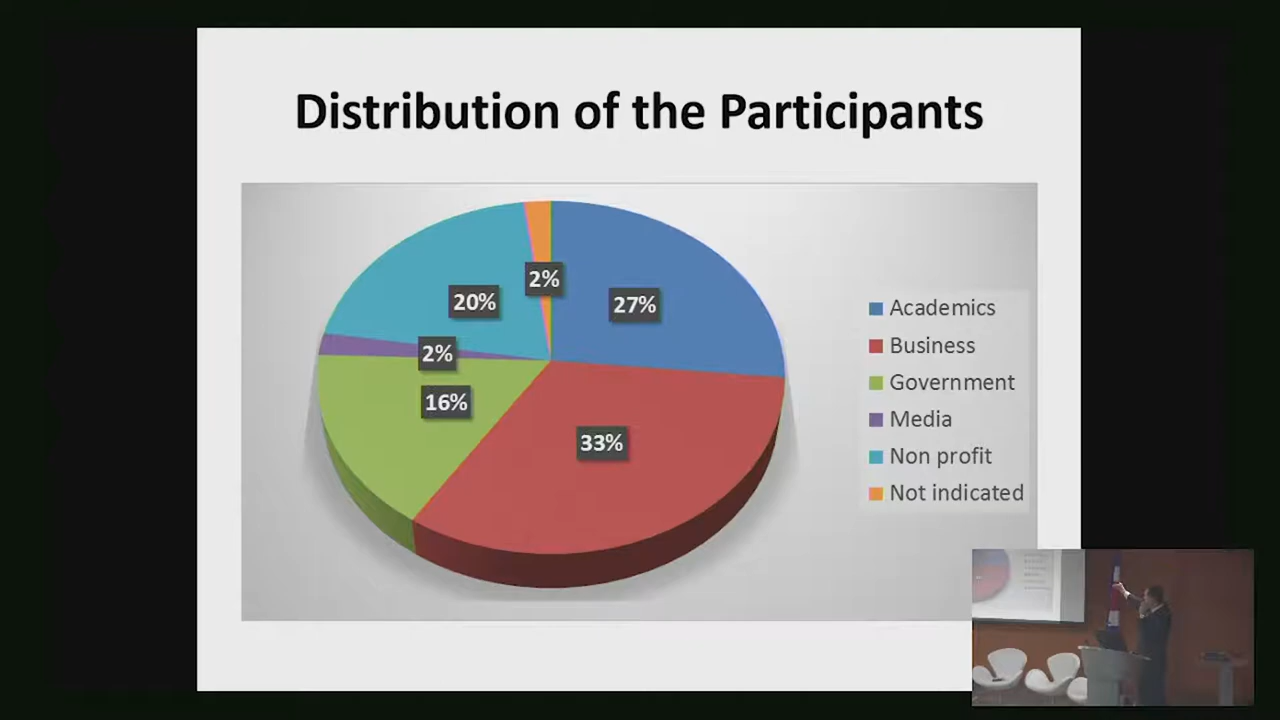 Distribution of the Participants
2%
20%
27%
2%
16%
33%
Academics
Business
Government
Media
Non profit
Not indicated